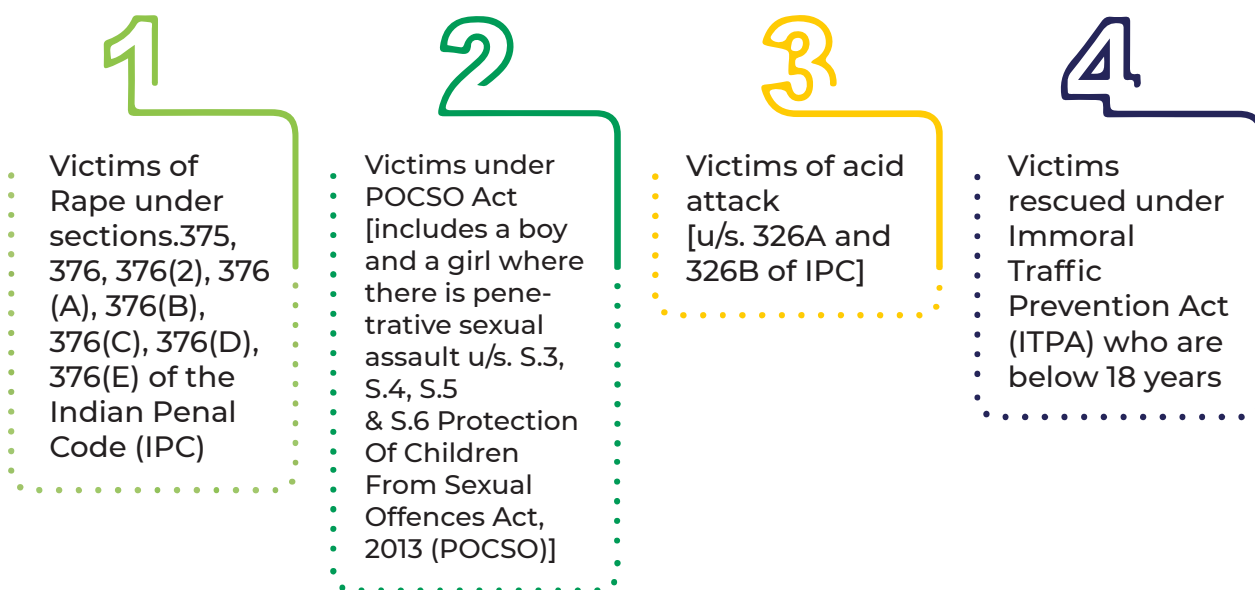 1
Victims of
Rape under
sections.375,
376, 376(2), 376
(A), 376(B),
376(C), 376(D),
376(E) of the
Indian Penal
Code (IPC)
2
Victims under
POCSO Act
[includes a boy
and a girl where
there is pene-
trative sexual
assault u/s. S.3,
S.4, S.5
& S.6 Protection
Of Children
From Sexual
Offences Act,
2013 (POCSO)]
3
Victims of acid
attack
[u/s. 326A and
326B of IPC]
4
Victims
rescued under
Immoral
Traffic
Prevention Act
(ITPA) who are
below 18 years